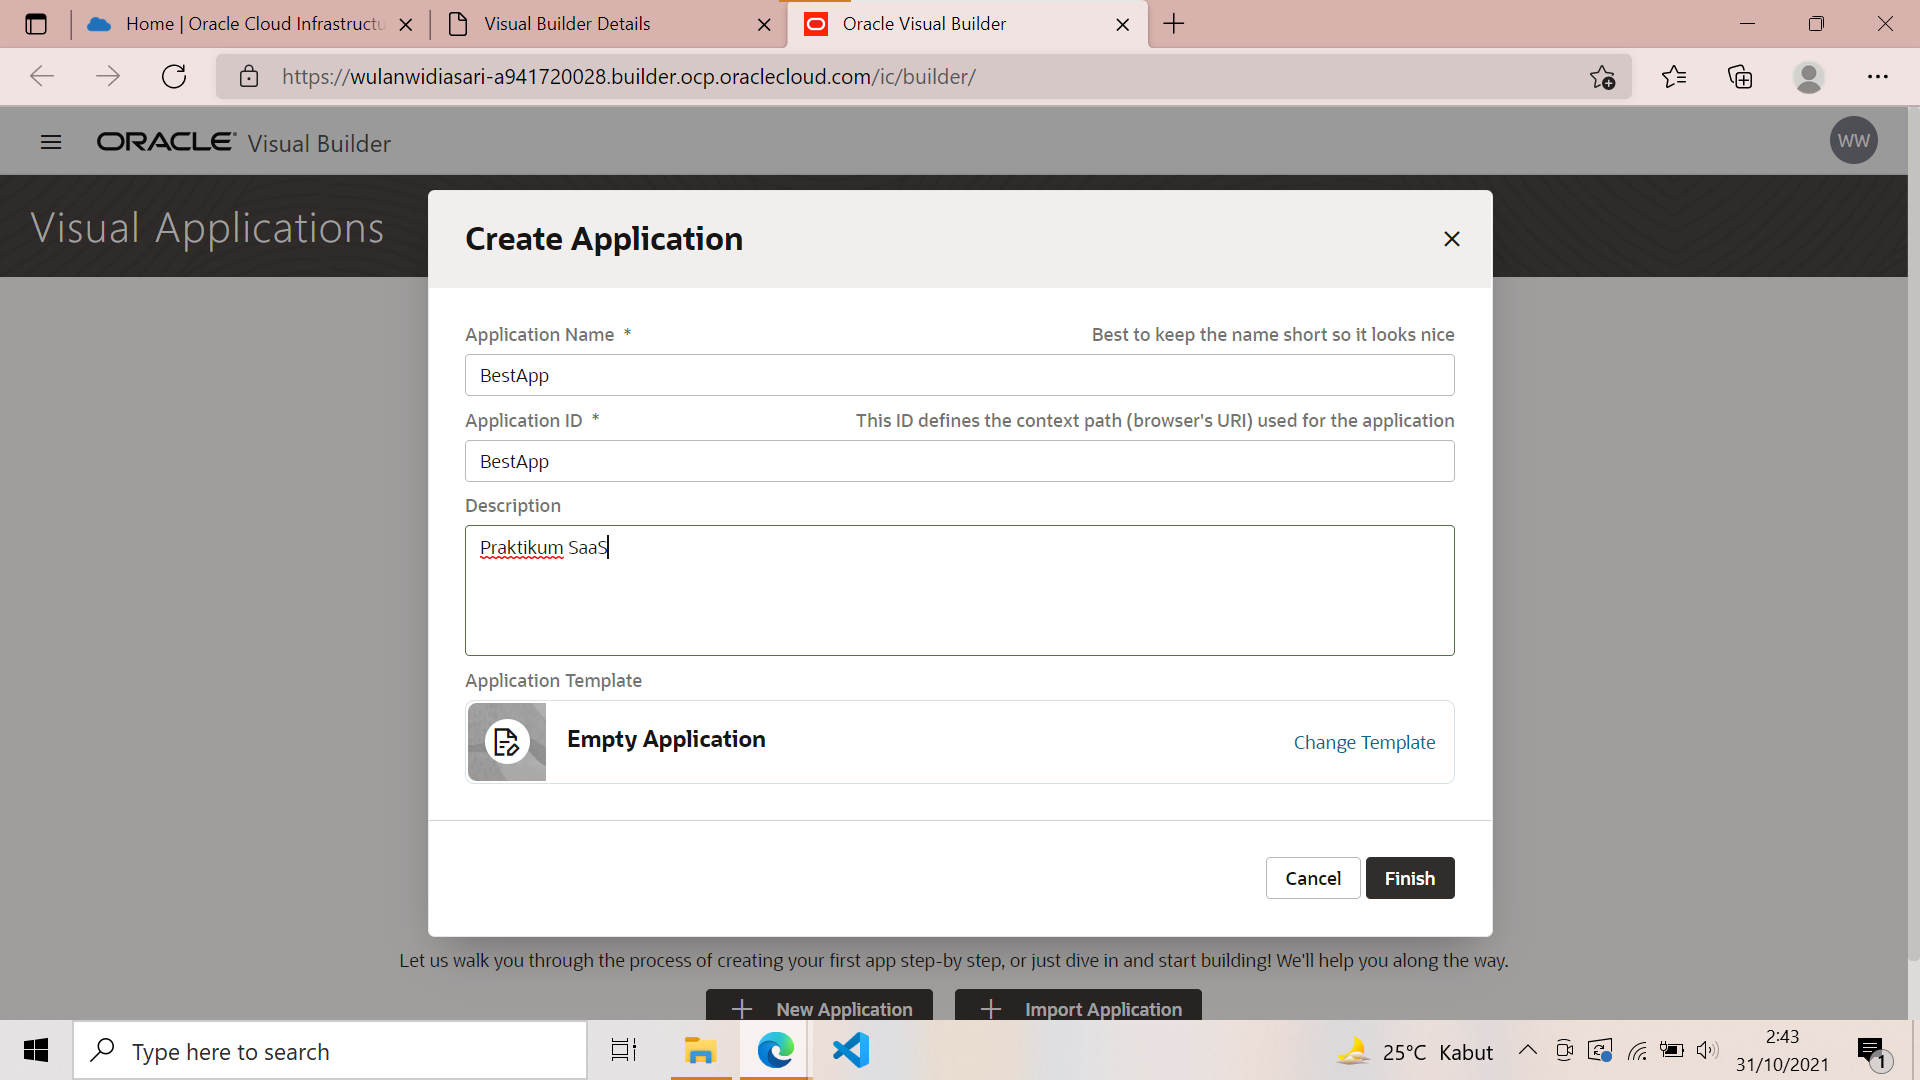 Home | Oracle Cloud Infrastructu
Visual Builder Details
Oracle Visual Builder
https://wulanwidiasari-a941720028.builder.ocp.oraclecloud.com/ic/builder/
ORACLE Visual Builder
WW
Visual Applications
Create Application
Application Name *
Best to keep the name short so it looks nice
BestApp
Application ID *
This ID defines the context path (browser's URI) used for the application
BestApp
Description
Praktikum SaaS
Application Template
Empty Application
Change Template
Cancel
Finish
Let us walk you through the process of creating your first app step-by step, or just dive in and start building! We'll help you along the way.
New Application
Import Application
Type here to search
25°C Kabut
2:43
31/10/2021
1